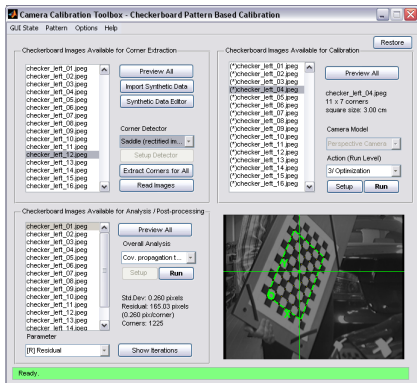 Camera Calibration Toolbox - Checkerboard Pattern Based Calibration
GUI State Pattern Options Help
Restore
Checkerboard Images Available for Corner Extraction
checker_left_01.jpeg
checker_left_02.jpeg
checker_left_03.jpeg
checker_left_04.jpeg
checker_left_05.jpeg
checker_left_06.jpeg
checker_left_07.jpeg
checker_left_08.jpeg
checker_left_09.jpeg
checker_left_10.jpeg
checker_left_11.jpeg
checker_left_12.jpeg
checker_left_13.jpeg
checker_left_14.jpeg
checker_left_15.jpeg
checker_left_16.jpeg
Preview All
Import Synthetic Data
Synthetic Data Editor
Corner Detector
Saddle (rectified im...
Setup Detector
Extract Corners for All
Read Images
Checkerboard Images Available for Calibration
(*)checker_left_01.jpeg
(*)checker_left_02.jpeg
(*)checker_left_03.jpeg
(*)checker_left_04.jpeg
(*)checker_left_05.jpeg
(*)checker_left_06.jpeg
(*)checker_left_07.jpeg
(*)checker_left_08.jpeg
(*)checker_left_09.jpeg
(*)checker_left_10.jpeg
(*)checker_left_11.jpeg
(*)checker_left_12.jpeg
(*)checker_left_13.jpeg
(*)checker_left_14.jpeg
(*)checker_left_15.jpeg
(*)checker_left_16.jpeg
Preview All
checker_left_04.jpeg
11 x 7 corners
square size: 3.00 cm
Camera Model
Perspective Camera
Action (Run Level)
3/ Optimization
Setup Run
Checkerboard Images Available for Analysis / Post-processing
checker_left_01.jpeg
checker_left_02.jpeg
checker_left_03.jpeg
checker_left_04.jpeg
checker_left_05.jpeg
checker_left_06.jpeg
checker_left_07.jpeg
checker_left_08.jpeg
checker_left_09.jpeg
checker_left_10.jpeg
checker_left_11.jpeg
checker_left_12.jpeg
checker_left_13.jpeg
checker_left_14.jpeg
Preview All
Overall Analysis
Cov. propagation t...
Setup Run
Std.Dev: 0.260 pixels
Residual: 165.03 pixels
(0.260 pix/corner)
Corners: 1225
Parameter
[R] Residual
Show Iterations
Ready.